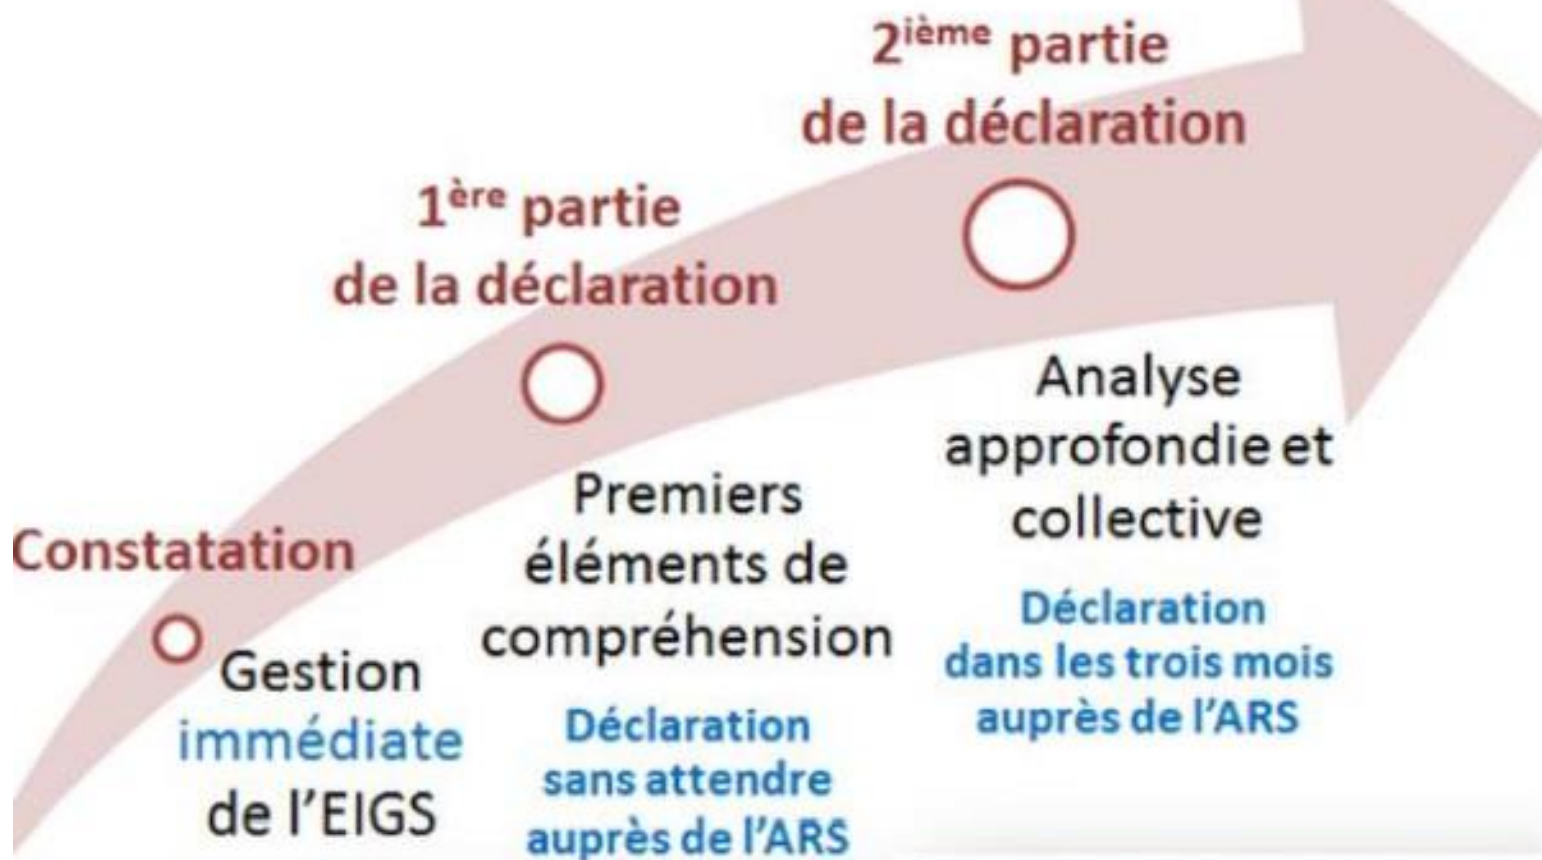 Constatation
Gestion
immédiate
de l'EIGS
1ère partie
de la déclaration
Premiers
éléments de
compréhension
Déclaration
sans attendre
auprès de l'ARS
2ième partie
de la déclaration
Analyse
approfondie et
collective
Déclaration
dans les trois mois
auprès de l'ARS